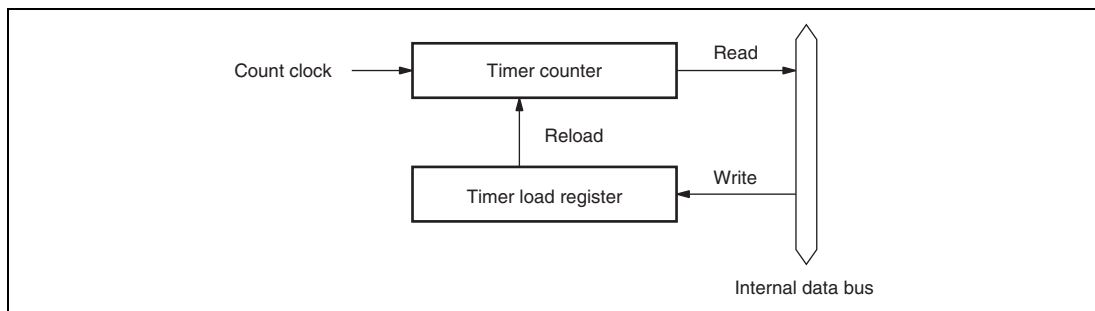 Read
Count clock
Timer counter
Reload
Write
Timer load register
Internal data bus